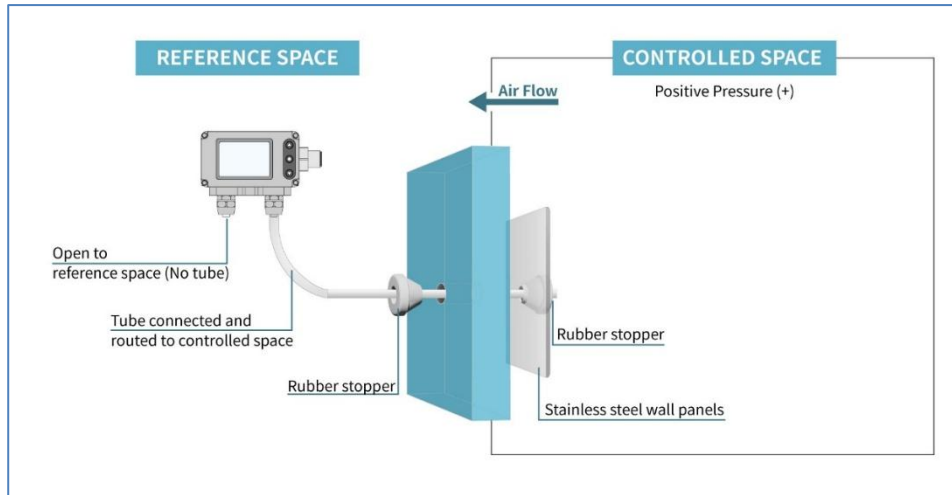 REFERENCE SPACE
CONTROLLED SPACE
Positive Pressure (+)
Air Flow
Open to
reference space (No tube)
Tube connected and
routed to controlled space
Rubber stopper
Rubber stopper
Stainless steel wall panels